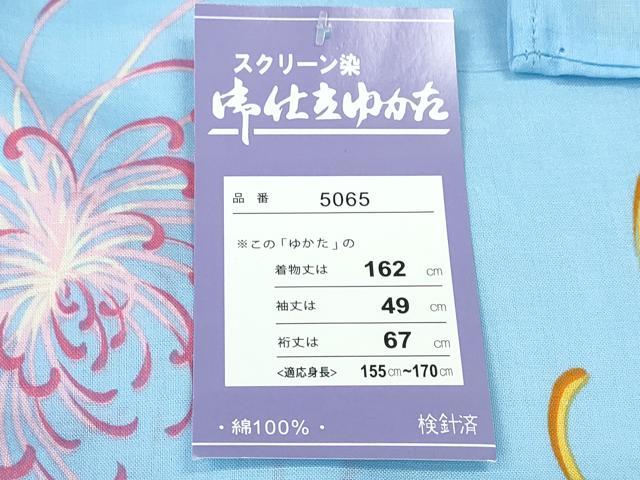 スクリーン染
御仕立ゆかた
品番 5065
※この「ゆかた」の
着物丈は 162 cm
袖丈は 49 cm
裄丈は 67 cm
<適応身長> 155cm~170cm
・綿100%・ 検針済